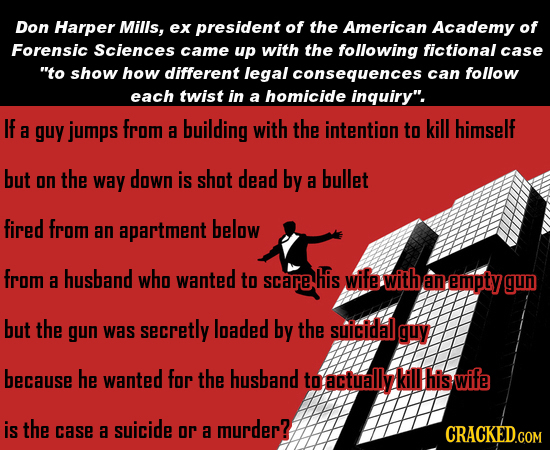 Don Harper Mills, ex president of the American Academy of
Forensic Sciences came up with the following fictional case
"to show how different legal consequences can follow
each twist in a homicide inquiry".
If a guy jumps from a building with the intention to kill himself
but on the way down is shot dead by a bullet
fired from an apartment below
from a husband who wanted to scare his wife with an empty gun
but the gun was secretly loaded by the suicidal guy
because he wanted for the husband to actually kill his wife
is the case a suicide or a murder?
CRACKED.COM